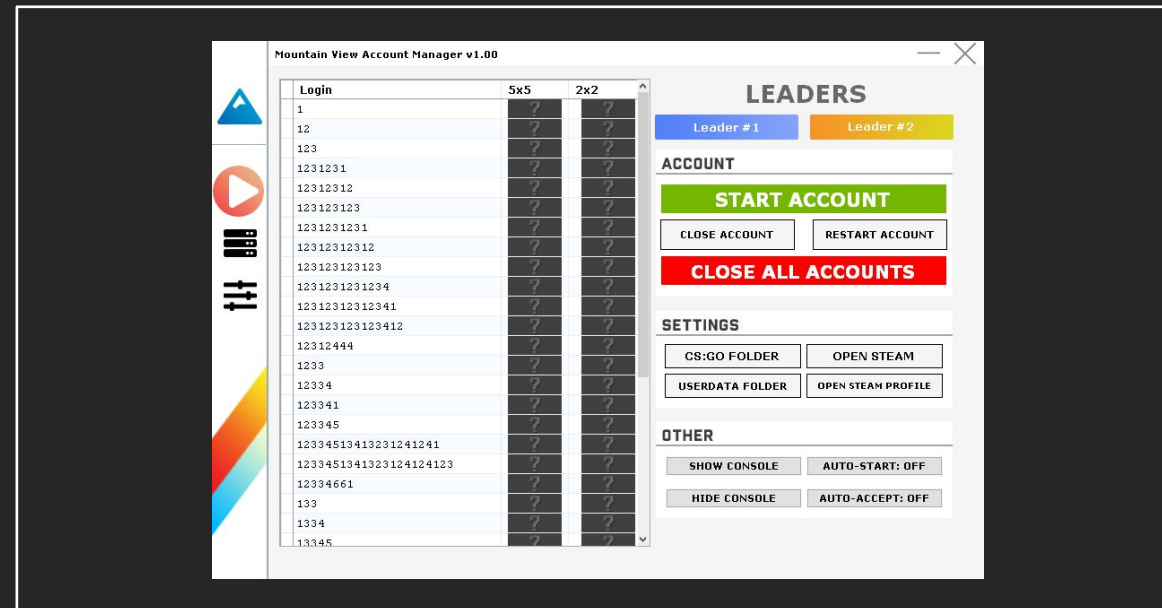 Mountain View Account Manager v1.00
Login 5x5 2x2
1 ? ?
12 ? ?
123 ? ?
1231231 ? ?
12312312 ? ?
123123123 ? ?
1231231231 ? ?
12312312312 ? ?
123123123123 ? ?
1231231231234 ? ?
12312312312341 ? ?
123123123123412 ? ?
12312444 ? ?
1233 ? ?
12334 ? ?
123341 ? ?
123345 ? ?
12334513413231241241 ? ?
1233451341323124124123 ? ?
12334661 ? ?
133 ? ?
1334 ? ?
13345 ? ?
LEADERS
Leader #1 Leader #2
ACCOUNT
START ACCOUNT
CLOSE ACCOUNT RESTART ACCOUNT
CLOSE ALL ACCOUNTS
SETTINGS
CS:GO FOLDER OPEN STEAM
USERDATA FOLDER OPEN STEAM PROFILE
OTHER
SHOW CONSOLE AUTO-START: OFF
HIDE CONSOLE AUTO-ACCEPT: OFF